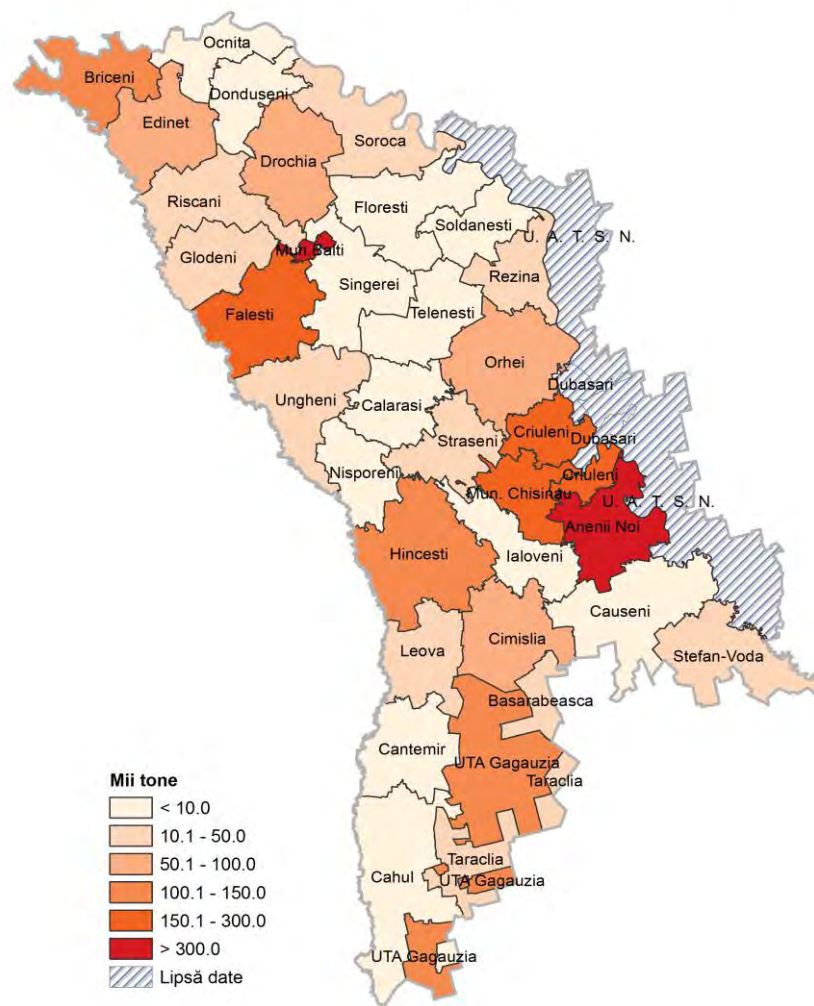 Ocnita
Briceni
Donduseni
Edinet
Soroca
Drochia
Riscani
Floresti
Soldanesti
U. A. T. S. N.
Glodeni
Mun Balti
Rezina
Singerei
Telenesti
Falesti
Orhei
Dubasari
Ungheni
Calarasi
Criuleni
Straseni
Dubasari
Nisporeni
Criuleni
Mun. Chisinau
U. A. T. S. N.
Anenii Noi
Hincesti
Ialoveni
Causeni
Cimislia
Leova
Stefan-Voda
Basarabeasca
Cantemir
UTA Gagauzia
Taraclia
Taraclia
Cahul
UTA Gagauzia
UTA Gagauzia
Mii tone
< 10.0
10.1 - 50.0
50.1 - 100.0
100.1 - 150.0
150.1 - 300.0
> 300.0
Lipsă date